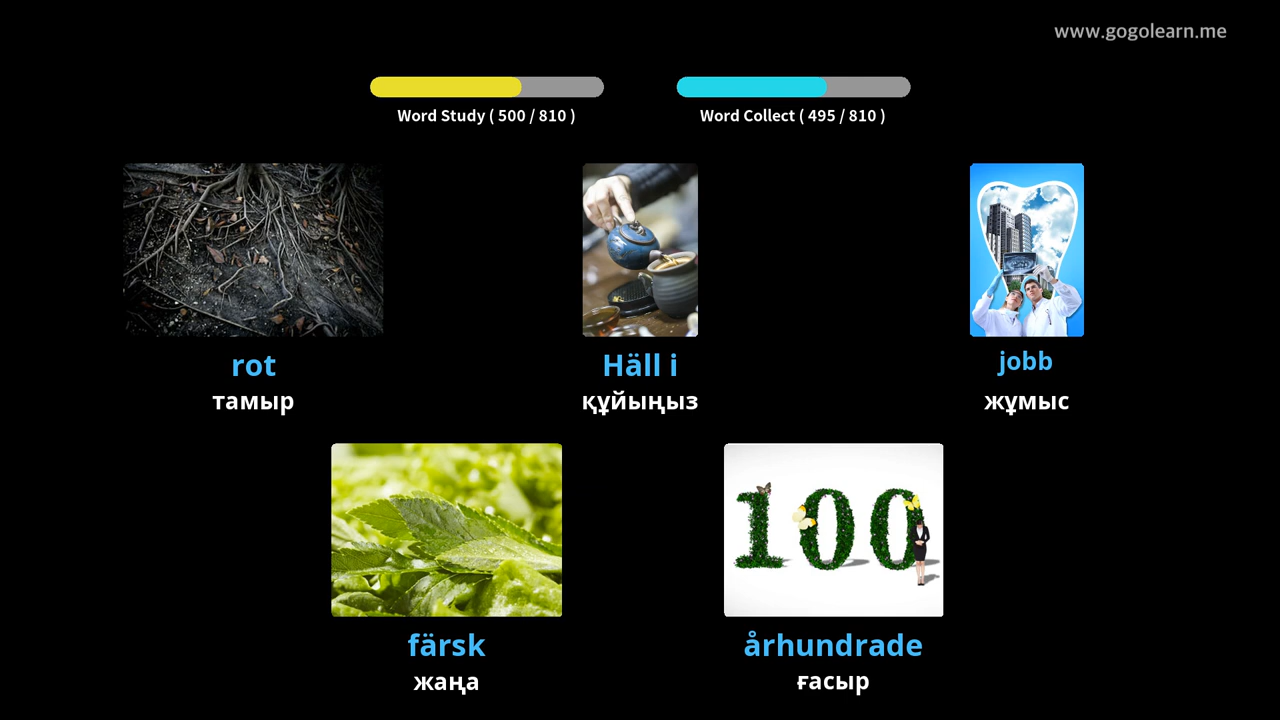 www.gogolearn.me
Word Study ( 500 / 810 )
Word Collect ( 495 / 810 )
rot
тамыр
Häll i
құйыңыз
jobb
жұмыс
färsk
жаңа
århundrade
ғасыр